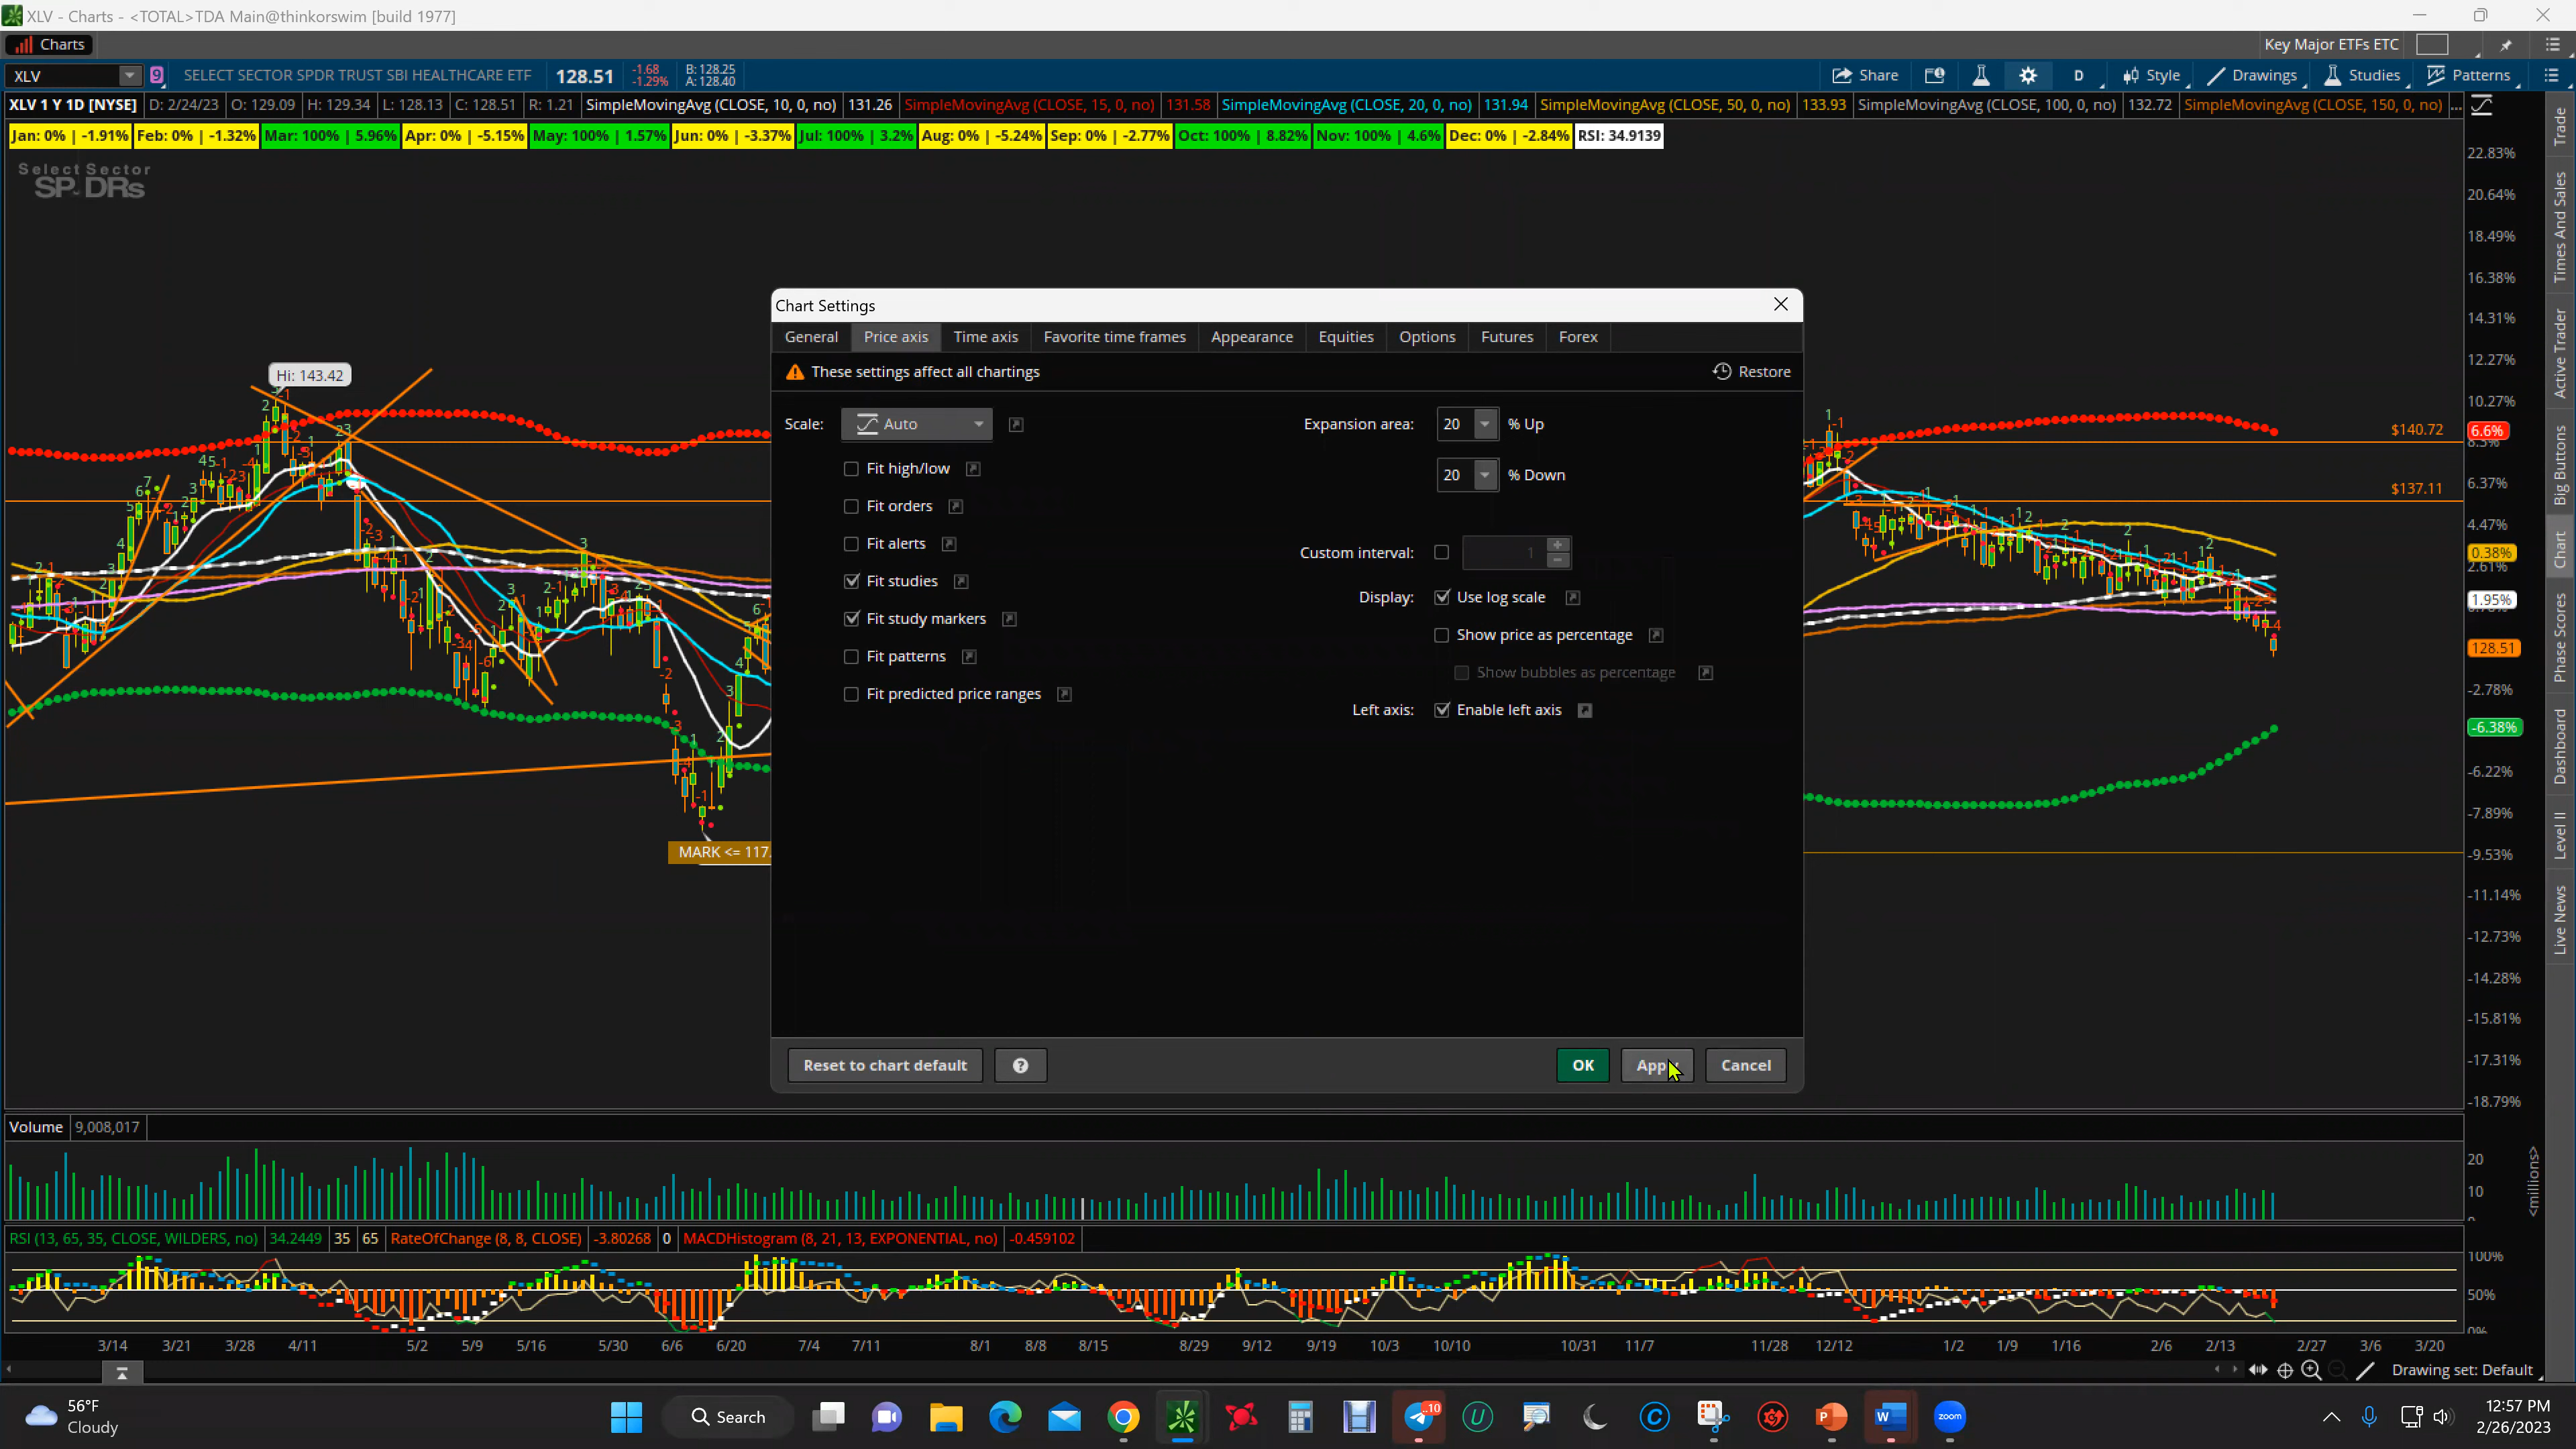 XLV - Charts - <TOTAL>TDA Main@thinkorswim [build 1977]
Charts
Key Major ETFs ETC
XLV
9
SELECT SECTOR SPDR TRUST SBI HEALTHCARE ETF
128.51
-1.68
-1.29%
B: 128.25
A: 128.40
Share
D
Style
Drawings
Studies
Patterns
XLV 1 Y 1D [NYSE] D: 2/24/23 O: 129.09 H: 129.34 L: 128.13 C: 128.51 R: 1.21 SimpleMovingAvg (CLOSE, 10, 0, no) 131.26 SimpleMovingAvg (CLOSE, 15, 0, no) 131.58 SimpleMovingAvg (CLOSE, 20, 0, no) 131.94 SimpleMovingAvg (CLOSE, 50, 0, no) 133.93 SimpleMovingAvg (CLOSE, 100, 0, no) 132.72 SimpleMovingAvg (CLOSE, 150, 0, no) ...
Jan: 0% | -1.91% Feb: 0% | -1.32% Mar: 100% | 5.96% Apr: 0% | -5.15% May: 100% | 1.57% Jun: 0% | -3.37% Jul: 100% | 3.2% Aug: 0% | -5.24% Sep: 0% | -2.77% Oct: 100% | 8.82% Nov: 100% | 4.6% Dec: 0% | -2.84% RSI: 34.9139
Select Sector
SPDRs
Hi: 143.42
MARK <= 117.
Chart Settings
General Price axis Time axis Favorite time frames Appearance Equities Options Futures Forex
These settings affect all chartings
Restore
Scale: Auto
Fit high/low
Fit orders
Fit alerts
Fit studies
Fit study markers
Fit patterns
Fit predicted price ranges
Expansion area: 20 % Up
20 % Down
Custom interval: 1
Display: Use log scale
Show price as percentage
Show bubbles as percentage
Left axis: Enable left axis
Reset to chart default
?
OK
App
Cancel
$140.72
$137.11
22.83%
20.64%
18.49%
16.38%
14.31%
12.27%
10.27%
6.6%
6.37%
4.47%
0.38%
2.61%
1.95%
128.51
-2.78%
-6.38%
-6.22%
-7.89%
-9.53%
-11.14%
-12.73%
-14.28%
-15.81%
-17.31%
-18.79%
Trade
Times And Sales
Active Trader
Big Buttons
Chart
Phase Scores
Dashboard
Level II
Live News
Volume 9,008,017
20
10
<millions>
RSI (13, 65, 35, CLOSE, WILDERS, no) 34.2449 35 65 RateOfChange (8, 8, CLOSE) -3.80268 0 MACDHistogram (8, 21, 13, EXPONENTIAL, no) -0.459102
100%
50%
0%
3/14 3/21 3/28 4/11 5/2 5/9 5/16 5/30 6/6 6/20 7/4 7/11 8/1 8/8 8/15 8/29 9/12 9/19 10/3 10/10 10/31 11/7 11/28 12/12 1/2 1/9 1/16 2/6 2/13 2/27 3/6 3/20
Drawing set: Default
56°F
Cloudy
Search
10
zoom
12:57 PM
2/26/2023